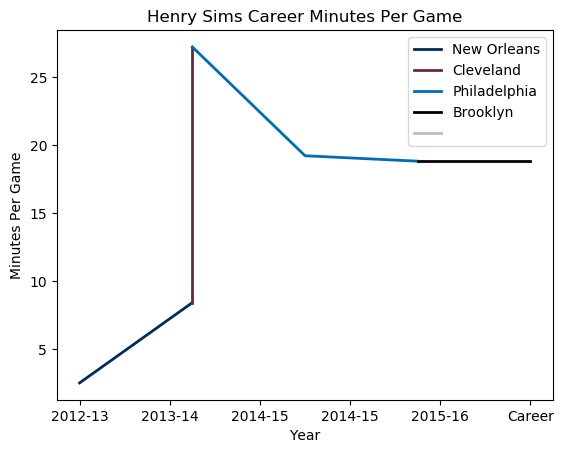 Henry Sims Career Minutes Per Game
New Orleans
Cleveland
Philadelphia
Brooklyn
25
20
15
10
5
Minutes Per Game
2012-13 2013-14 2014-15 2014-15 2015-16 Career
Year